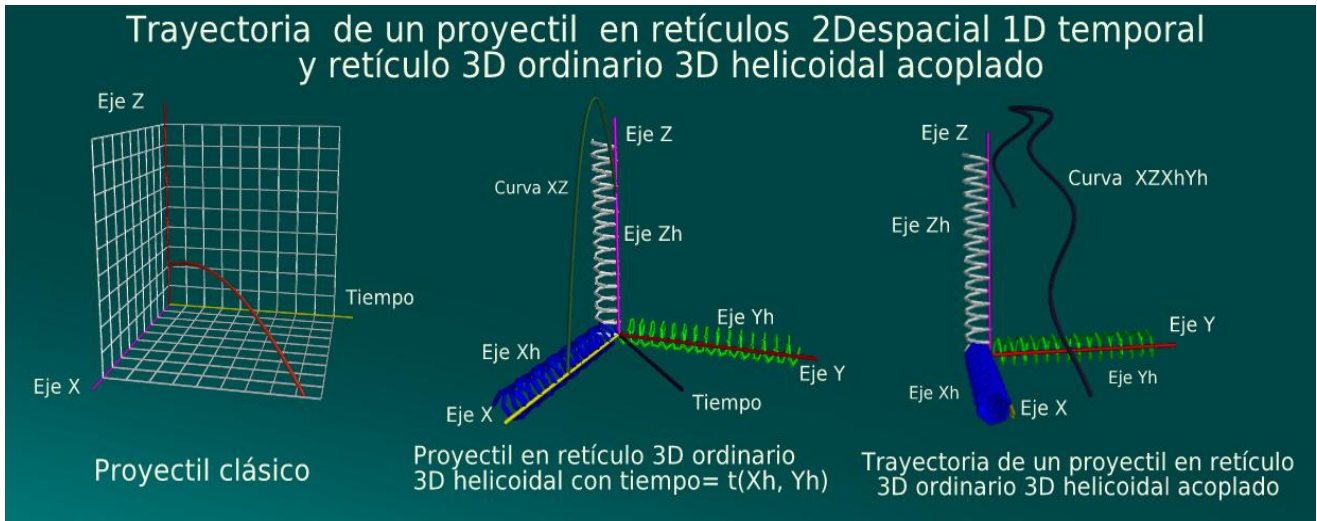 Trayectoria de un proyectil en retículos 2Despacial 1D temporal
y retículo 3D ordinario 3D helicoidal acoplado
Eje Z
Tiempo
Eje X
Proyectil clásico
Eje Z
Curva XZ
Eje Zh
Eje Yh
Eje Xh
Eje Y
Eje X
Tiempo
Proyectil en retículo 3D ordinario
3D helicoidal con tiempo= t(Xh, Yh)
Eje Z
Curva XZXhYh
Eje Zh
Eje Y
Eje Yh
Eje Xh
Eje X
Trayectoria de un proyectil en retículo
3D ordinario 3D helicoidal acoplado